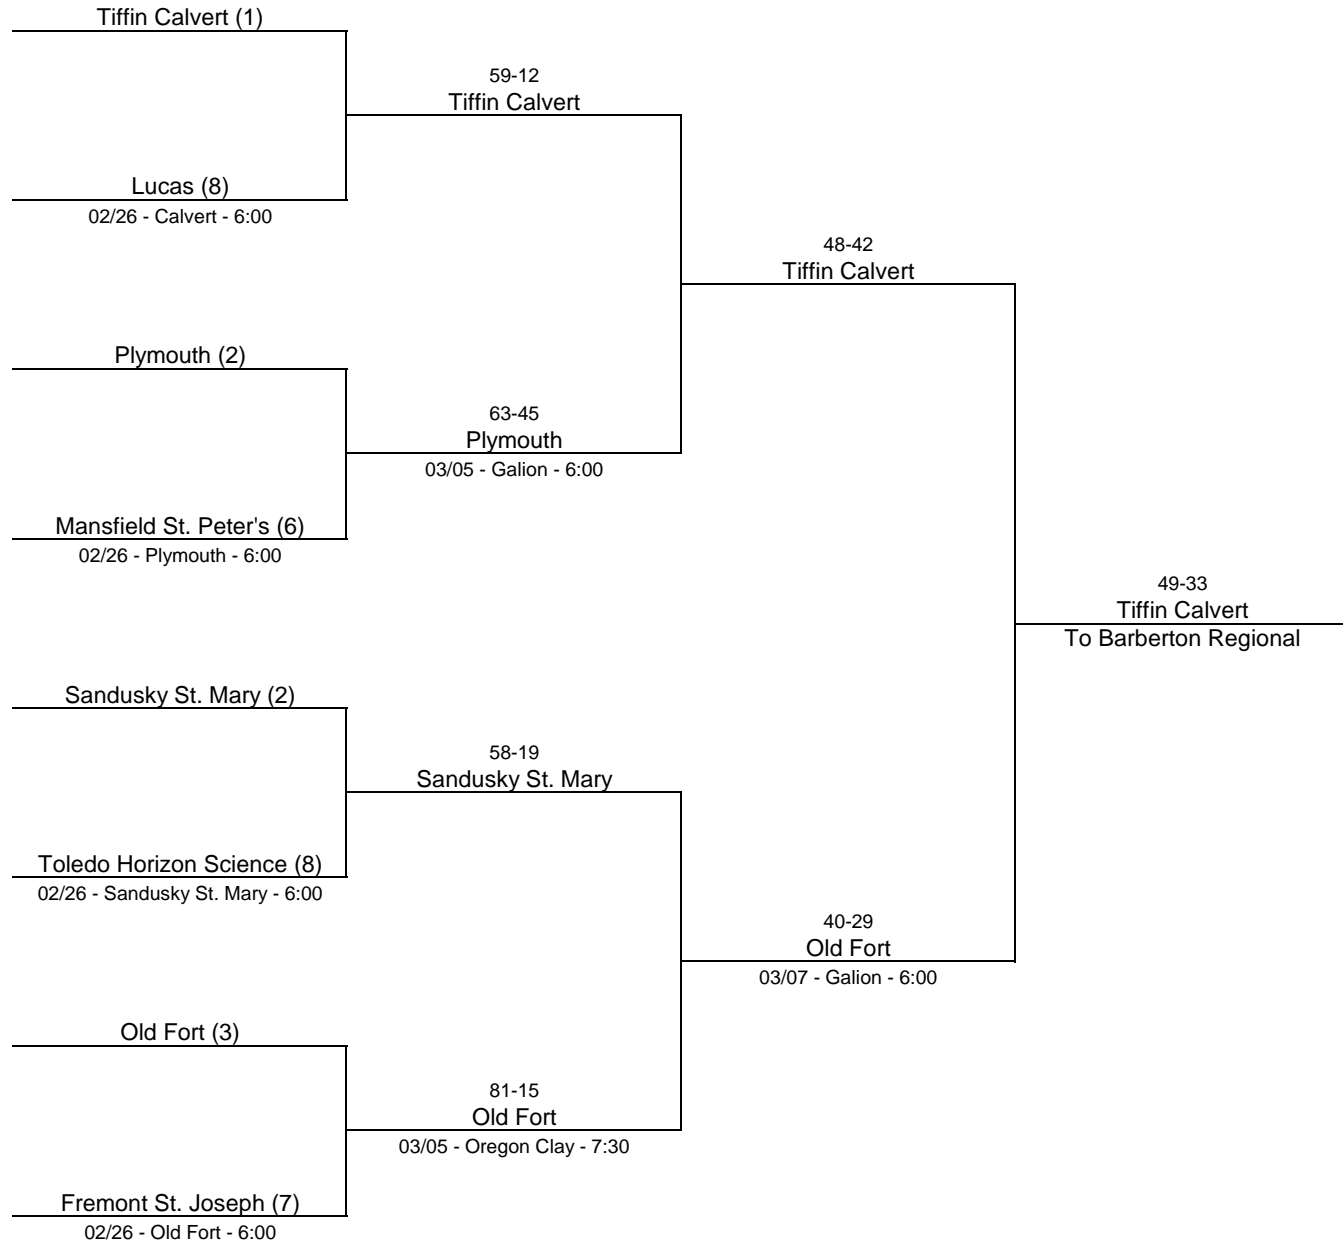 Tiffin Calvert (1)
59-12
Tiffin Calvert
Lucas (8)
02/26 - Calvert - 6:00
48-42
Tiffin Calvert
Plymouth (2)
63-45
Plymouth
03/05 - Galion - 6:00
Mansfield St. Peter's (6)
02/26 - Plymouth - 6:00
49-33
Tiffin Calvert
To Barberton Regional
Sandusky St. Mary (2)
58-19
Sandusky St. Mary
Toledo Horizon Science (8)
02/26 - Sandusky St. Mary - 6:00
40-29
Old Fort
03/07 - Galion - 6:00
Old Fort (3)
81-15
Old Fort
03/05 - Oregon Clay - 7:30
Fremont St. Joseph (7)
02/26 - Old Fort - 6:00